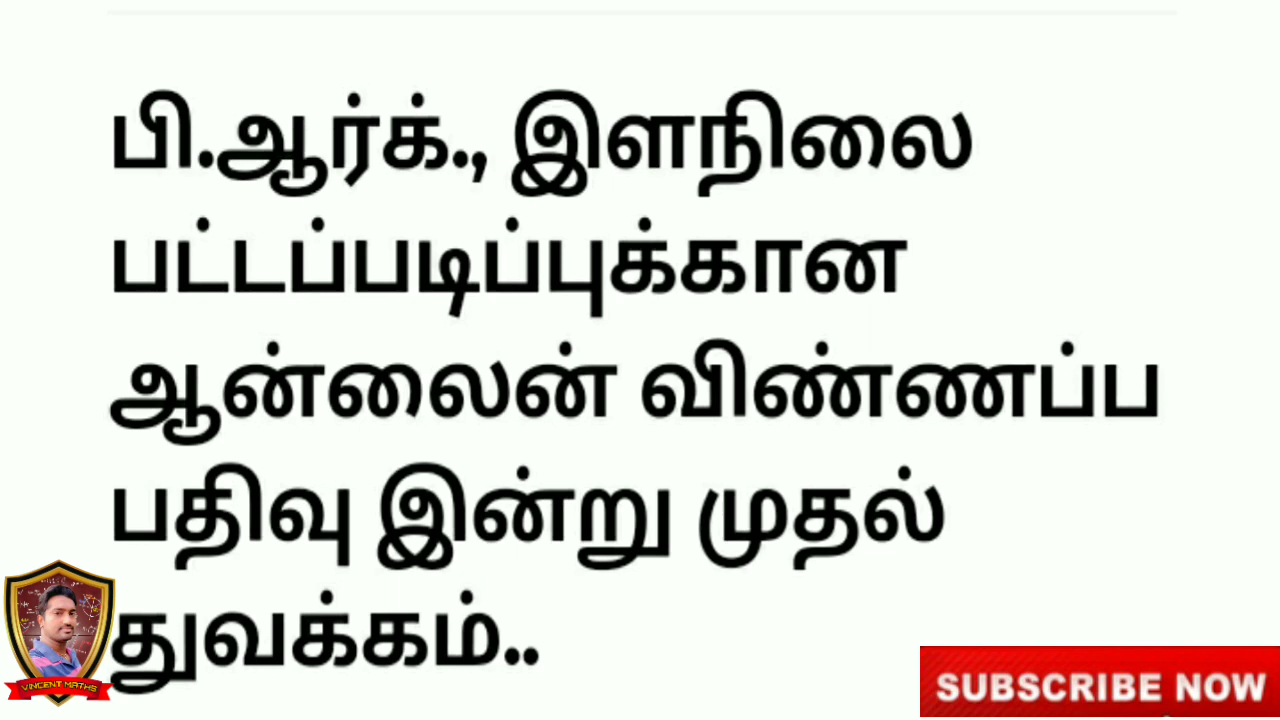 பி.ஆர்க்., இளநிலை
பட்டப்படிப்புக்கான
ஆன்லைன் விண்ணப்ப
பதிவு இன்று முதல்
துவக்கம்..
VINCENT MATHS
SUBSCRIBE NOW